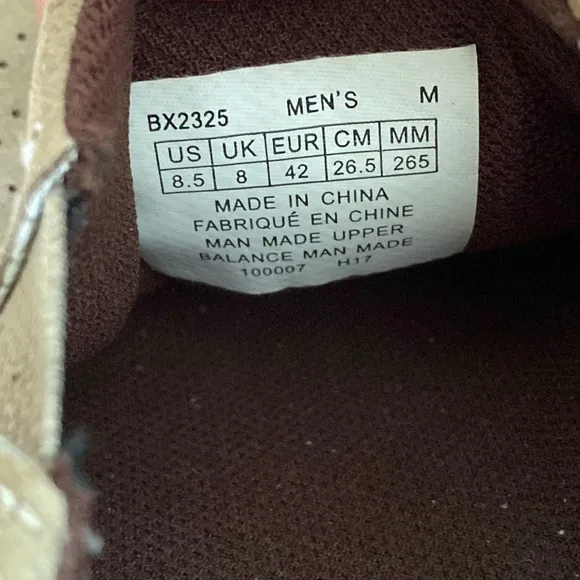 BX2325 MEN'S M
US UK EUR CM MM
8.5 8 42 26.5 265
MADE IN CHINA
FABRIQUÉ EN CHINE
MAN MADE UPPER
BALANCE MAN MADE
100007 H17